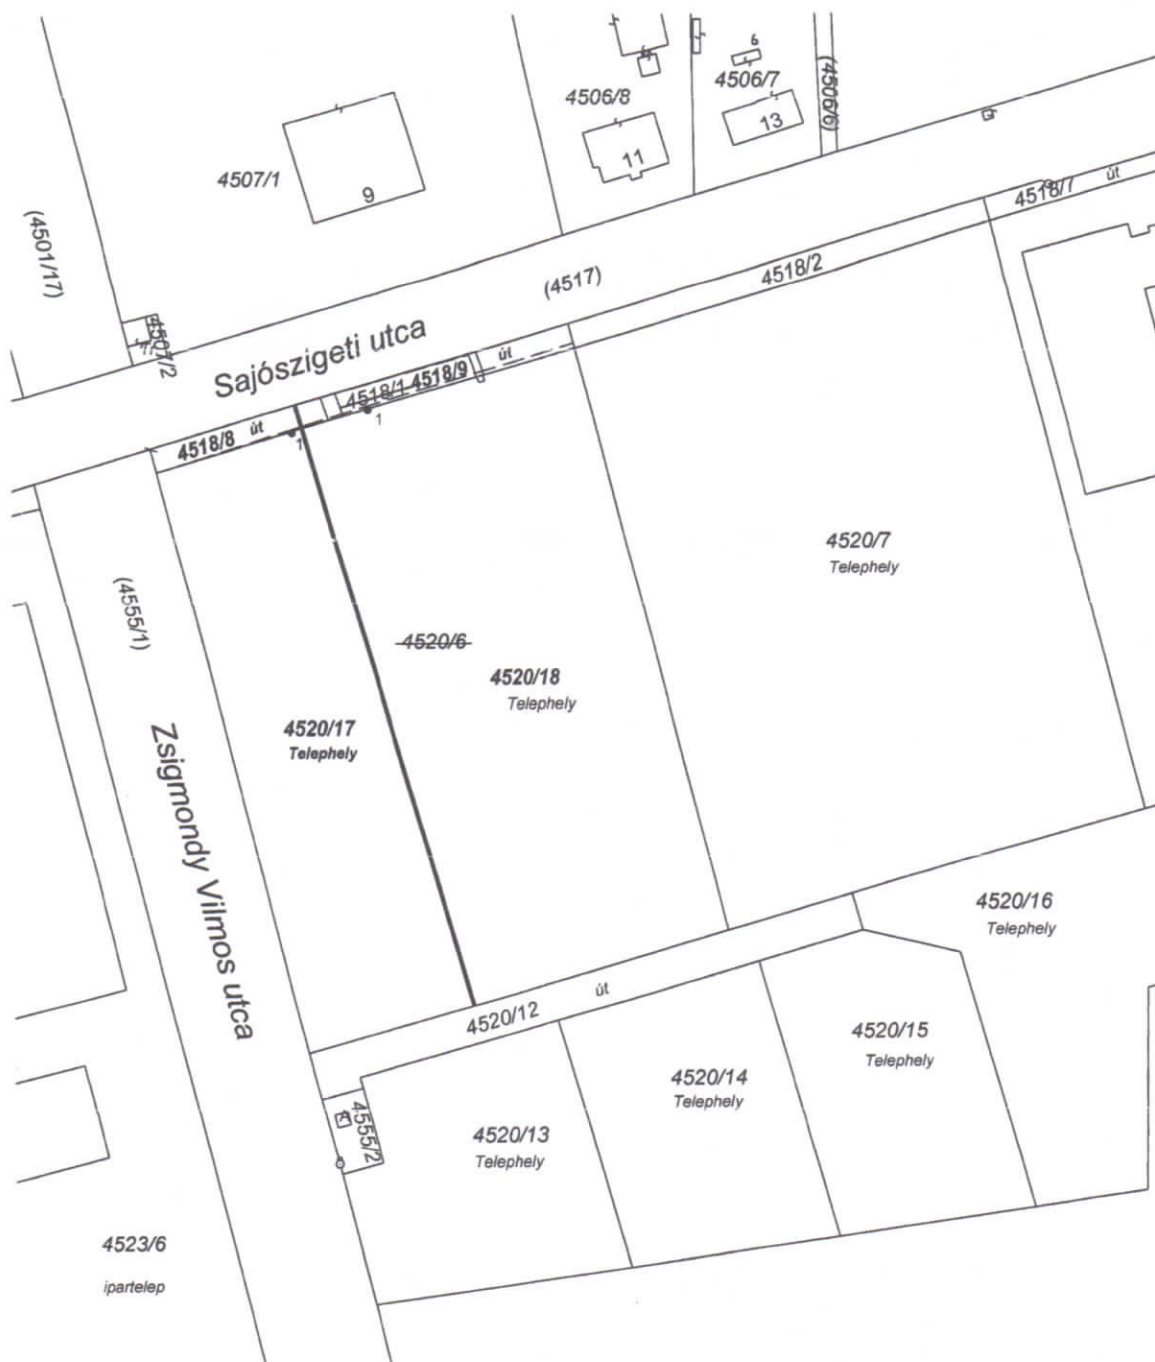 6
4506/7
4506/8
(4506/6)
13
11
4507/1
9
4518/7
út
(4501/17)
4518/2
(4517)
4507/2
Sajószigeti utca
út
4518/1
4518/9
4518/8
út
1
1
4520/7
Telephely
(4555/1)
4520/6
4520/18
Telephely
4520/17
Telephely
Zsigmondy Vilmos utca
4520/16
Telephely
4520/12
út
4520/15
Telephely
4520/14
Telephely
4555/2
4520/13
Telephely
4523/6
ipartelep